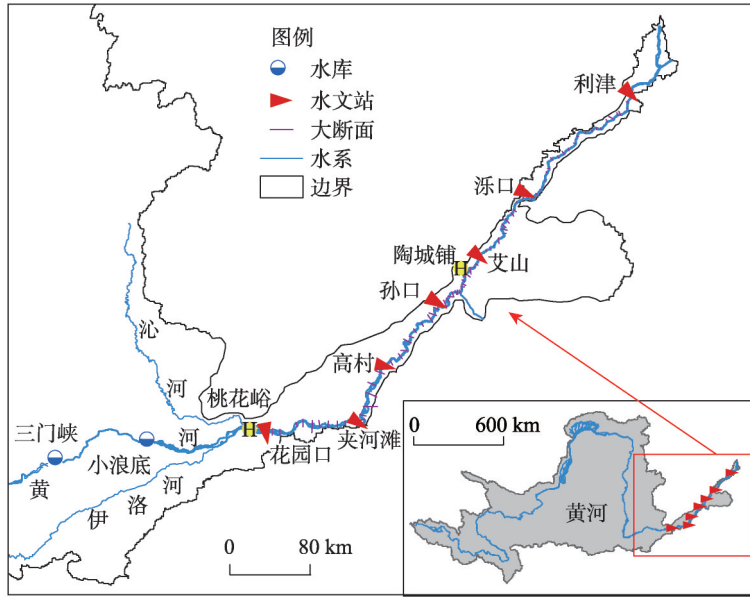 图例
水库
水文站
大断面
水系
边界
利津
泺口
陶城铺
H
艾山
孙口
高村
沁
河
桃花峪
H
三门峡
河
小浪底
黄
伊
洛
河
花园口
夹河滩
0 80 km
0 600 km
黄河